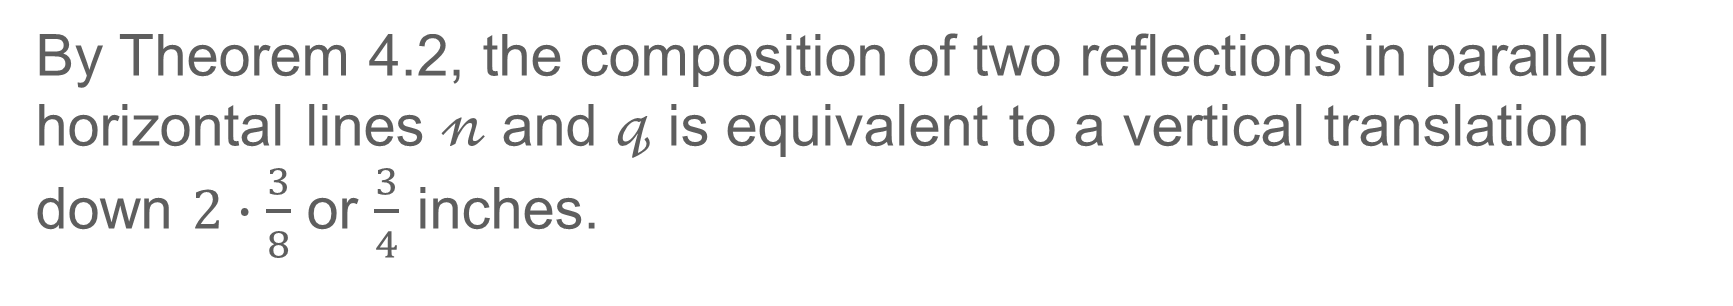 By Theorem 4.2, the composition of two reflections in parallel
horizontal lines 𝓃 and 𝓆 is equivalent to a vertical translation
down 2 · 3/8 or 3/4 inches.